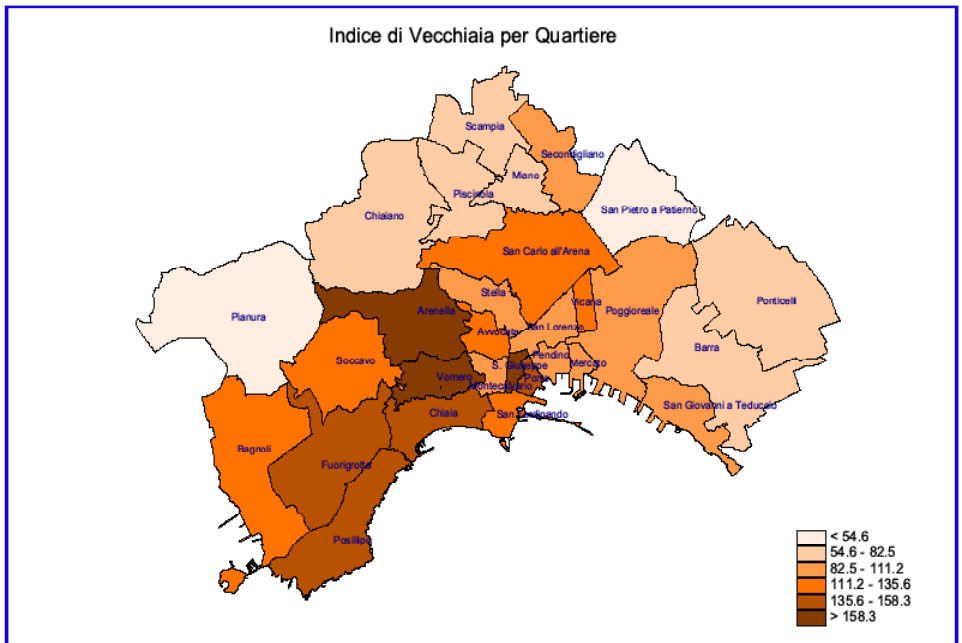 Indice di Vecchiaia per Quartiere
Scampia
Secondigliano
Miano
Piscinola
Chiaiano
San Pietro a Patierno
San Carlo all'Arena
Stella
Vicaria
Poggioreale
Ponticelli
Pianura
Arenella
Avvocata
San Lorenzo
Barra
Soccavo
Pendino
S. Giuseppe
Mercato
Vomero
Porto
Montecalvario
Chiaia
San Ferdinando
San Giovanni a Teduccio
Bagnoli
Fuorigrotta
Posillipo
< 54.6
54.6 - 82.5
82.5 - 111.2
111.2 - 135.6
135.6 - 158.3
> 158.3